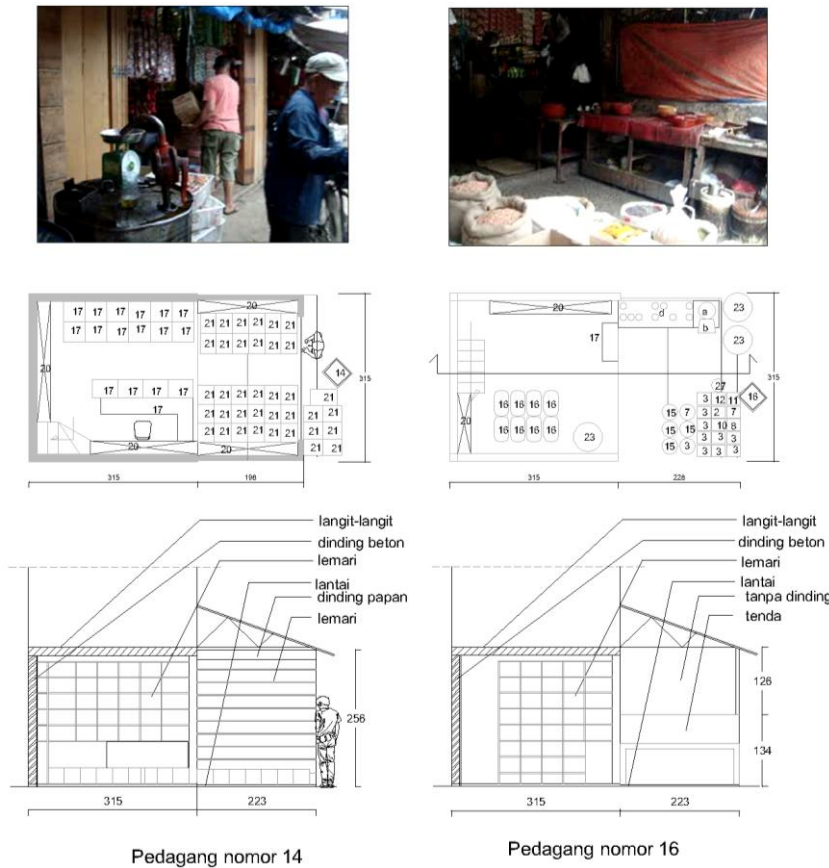 20
17 17 17 17 17 17 21 21 21 21 21 21
17 17 17 17 17 17 21 21 21 21 21 21
20
14
315
17 17 17 17 21 21 21 21 21 21 21
17 21 21 21 21 21 21 21 21
21 21 21 21 21 21 21 21
20 20 21 21
315 196
20 d a 23
b
17 23
27
16
315
3 12 11
16 16 16 16 15 7 3 2 7
16 16 16 16 15 15 3 10 8
23 15 3 3 3 3
3 3 3
20
315 228
langit-langit
dinding beton
lemari
lantai
dinding papan
lemari
256
315 223
Pedagang nomor 14
langit-langit
dinding beton
lemari
lantai
tanpa dinding
tenda
126
134
315 223
Pedagang nomor 16